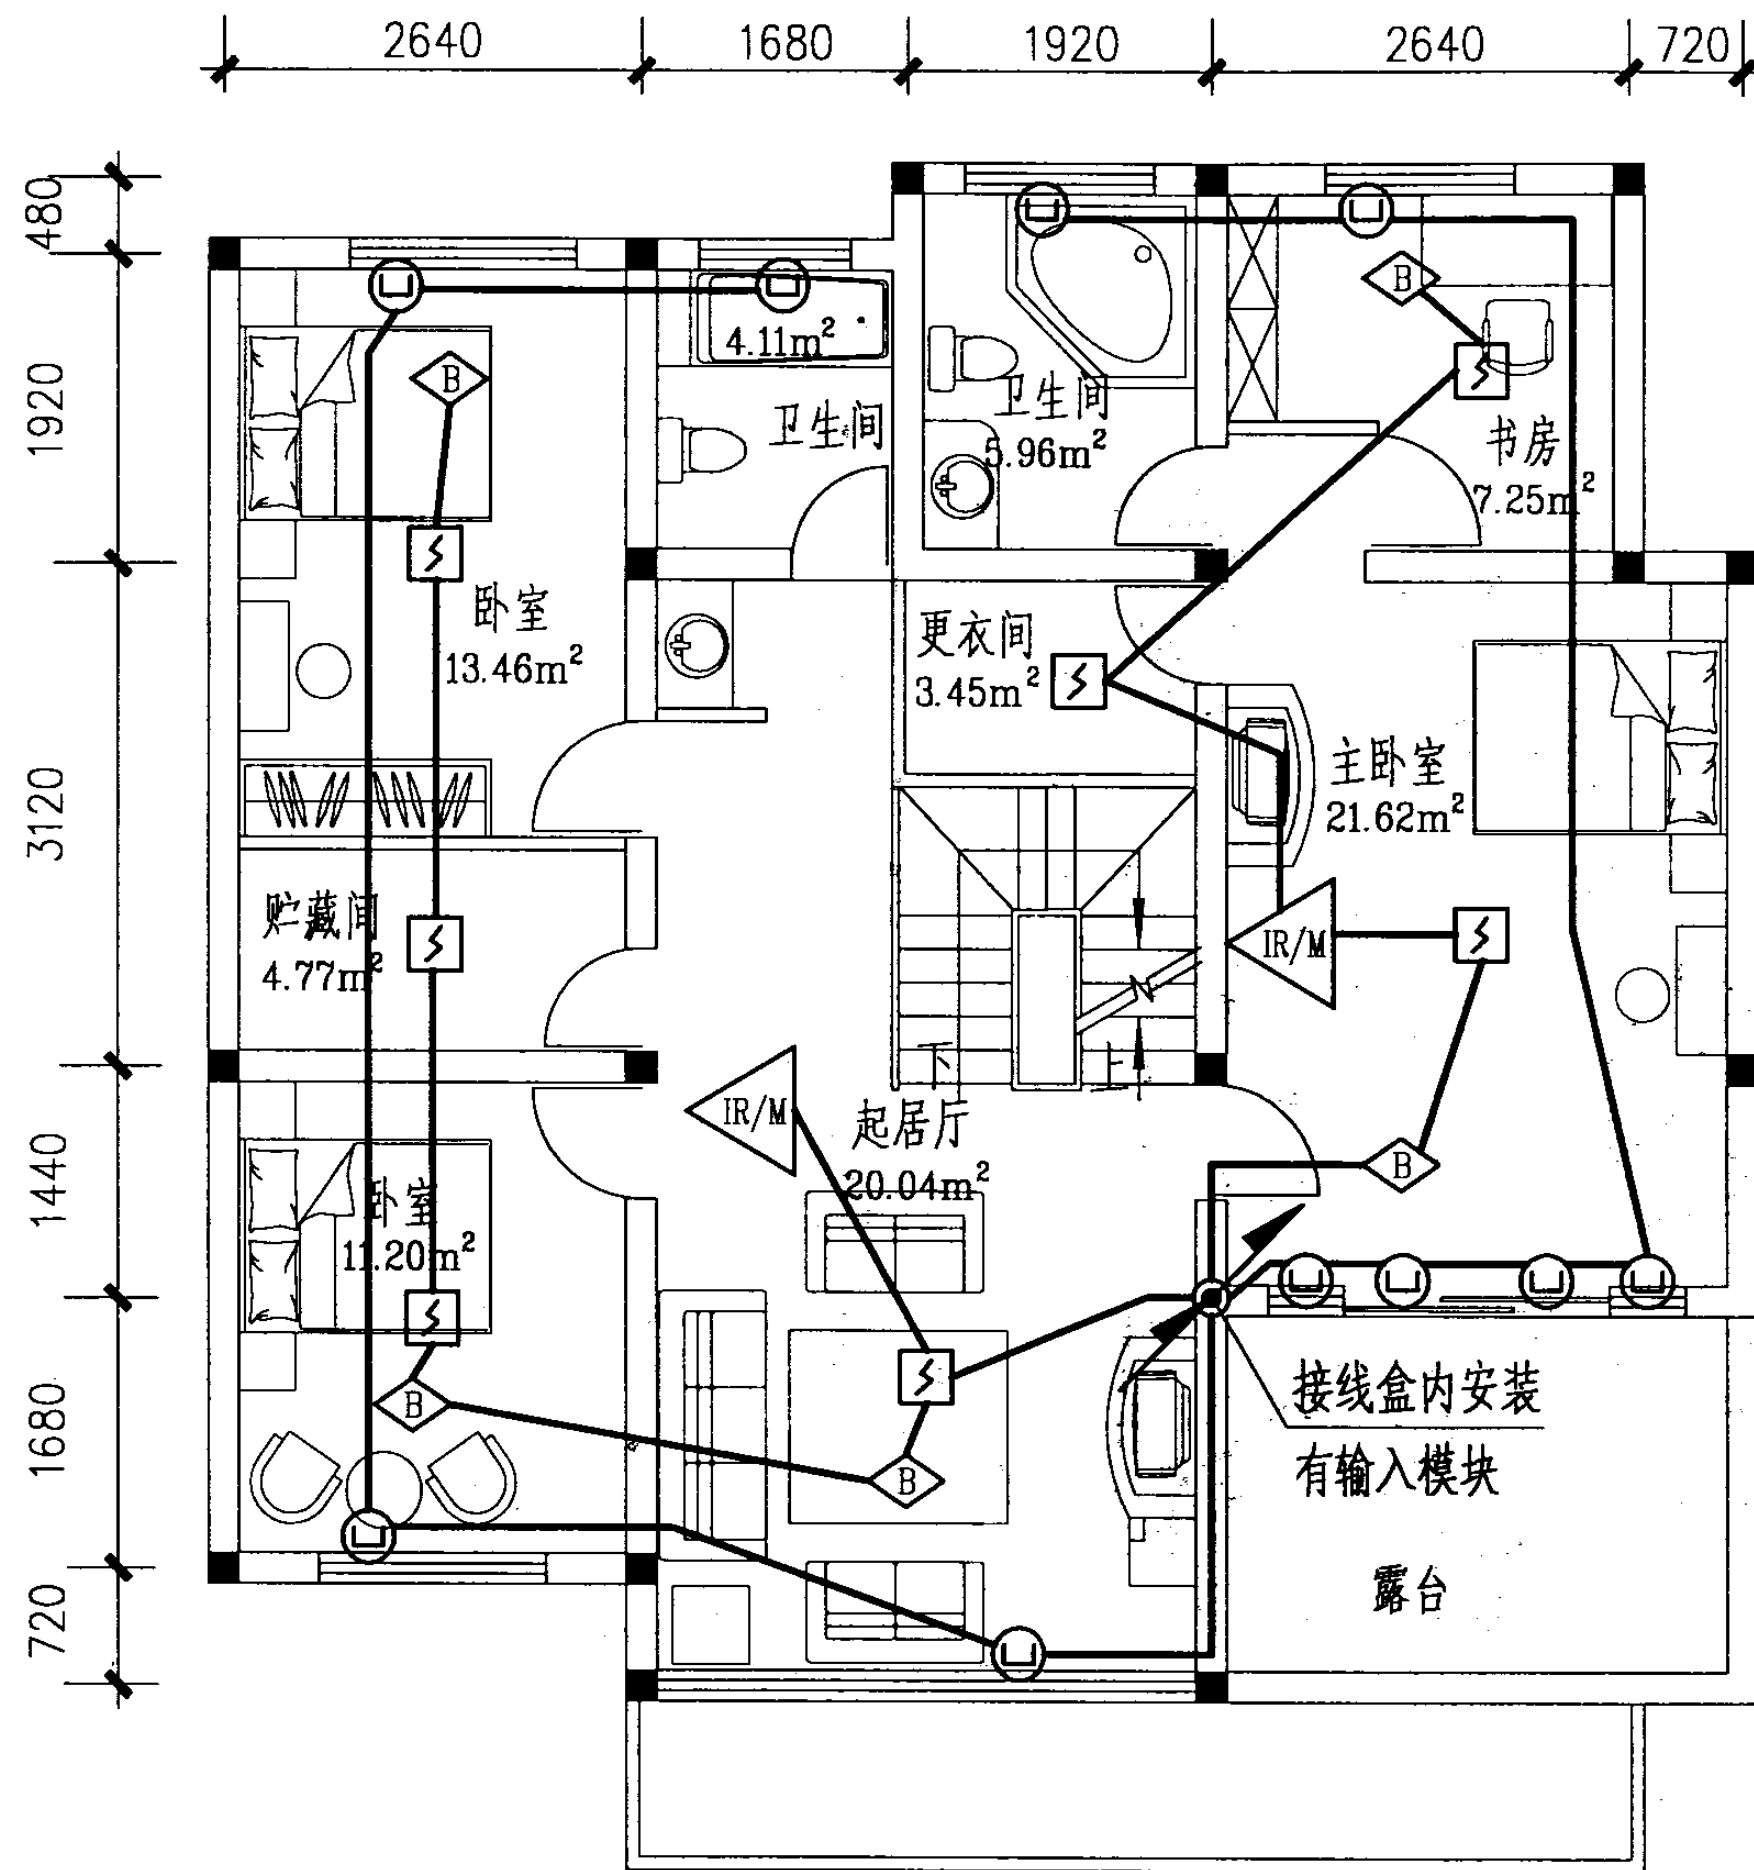 2640
1680
1920
2640
720
480
1920
3120
1440
1680
720
B
4.11m²
卫生间
卫生间
5.96m²
B
书房
7.25m²
卧室
13.46m²
更衣间
3.45m²
主卧室
21.62m²
贮藏间
4.77m²
IR/M
IR/M
下
上
起居厅
20.04m²
B
卧室
11.20m²
B
B
接线盒内安装
有输入模块
露台